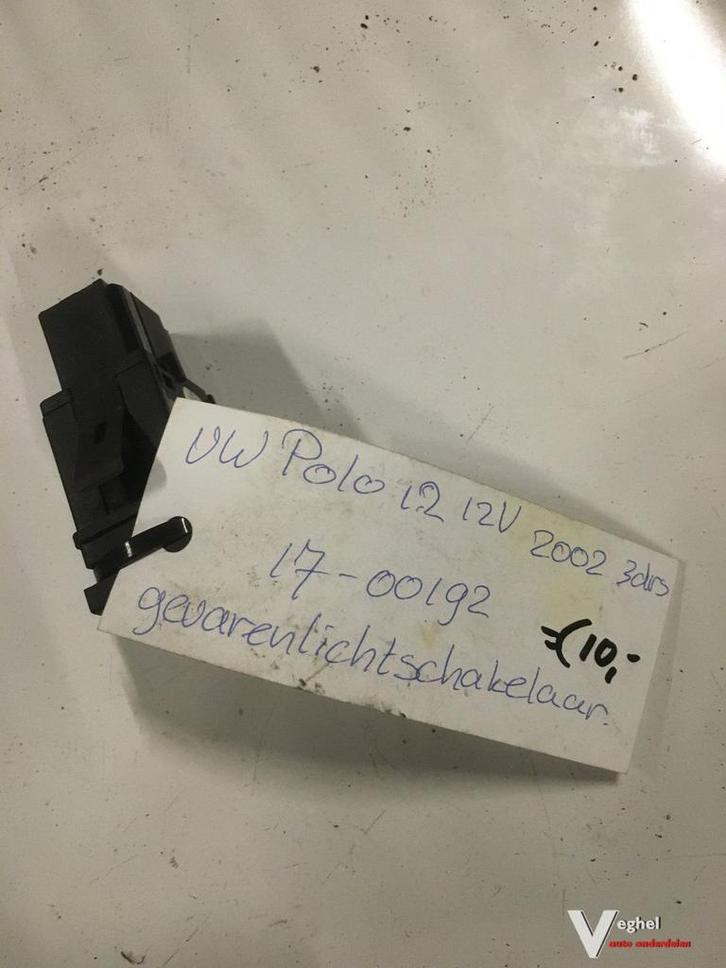 VW Polo 1.2 12V 2002 3drs
17-00192
gevarenlichtschakelaar.
€10,-
Veghel
auto onderdelen